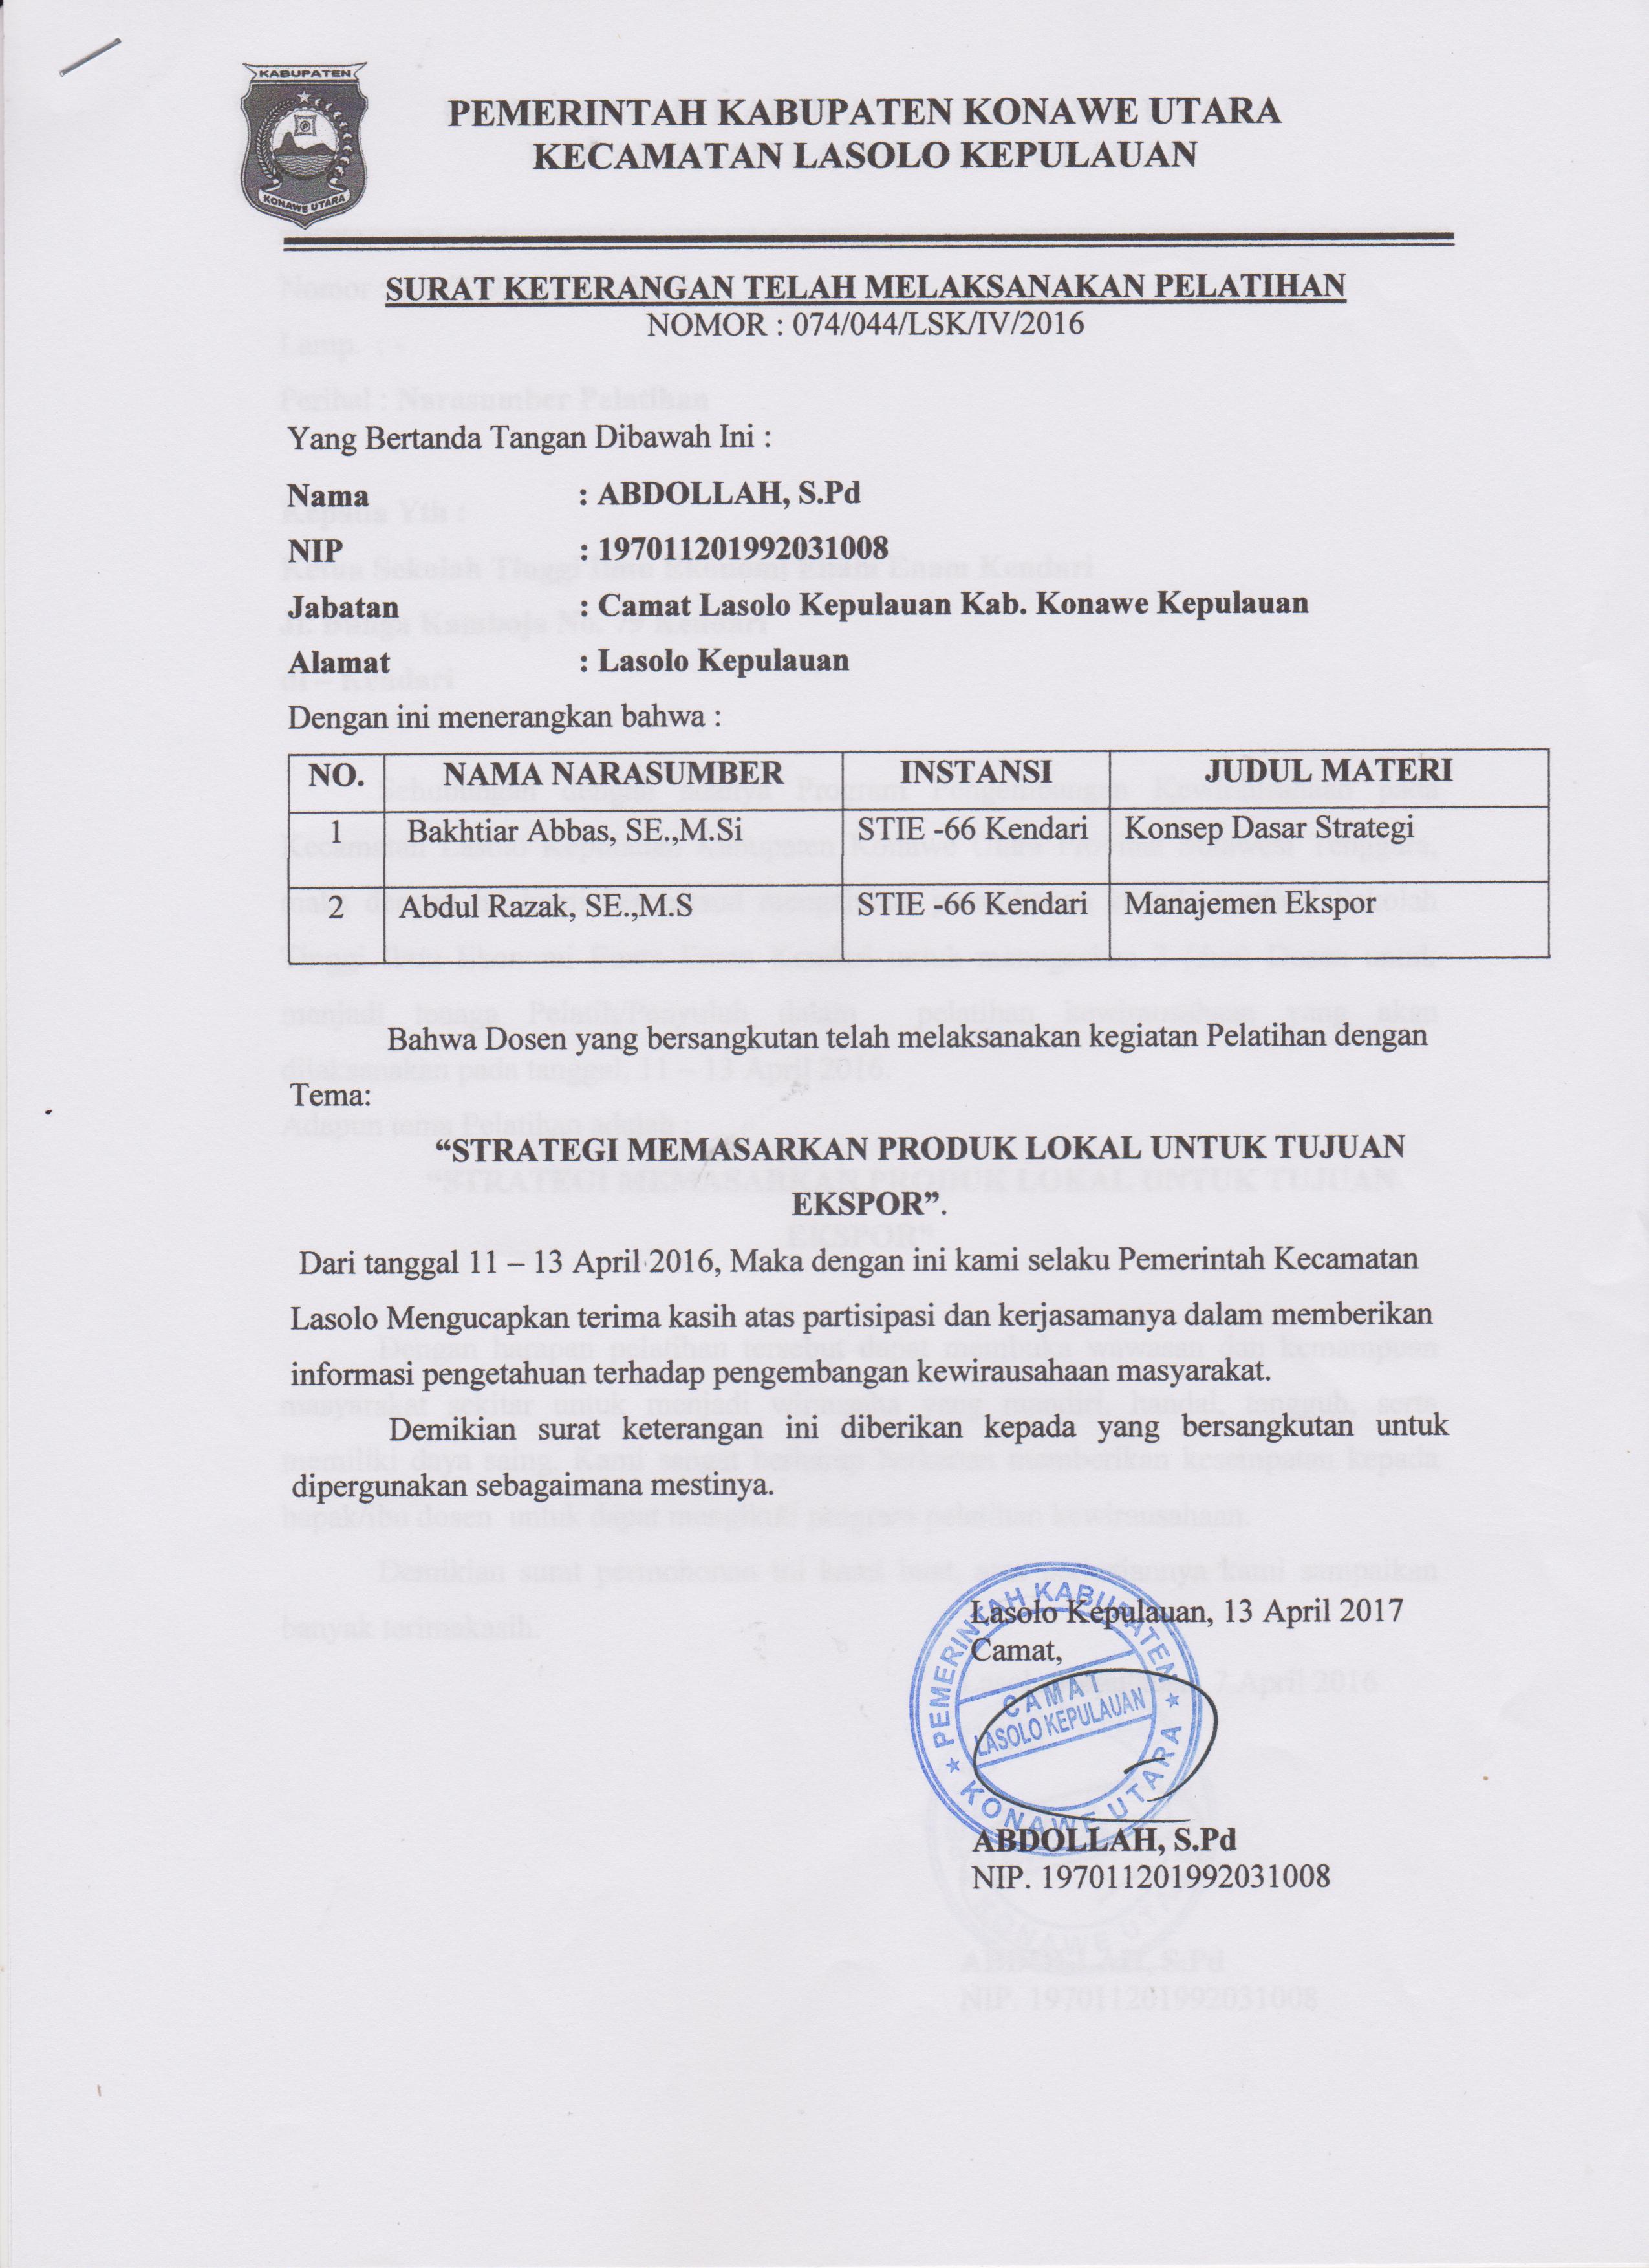 KABUPATEN
KONAWE UTARA
PEMERINTAH KABUPATEN KONAWE UTARA
KECAMATAN LASOLO KEPULAUAN
SURAT KETERANGAN TELAH MELAKSANAKAN PELATIHAN
NOMOR : 074/044/LSK/IV/2016
Yang Bertanda Tangan Dibawah Ini :
Nama : ABDOLLAH, S.Pd
NIP : 197011201992031008
Jabatan : Camat Lasolo Kepulauan Kab. Konawe Kepulauan
Alamat : Lasolo Kepulauan
Dengan ini menerangkan bahwa :
NO. NAMA NARASUMBER INSTANSI JUDUL MATERI
1 Bakhtiar Abbas, SE.,M.Si STIE -66 Kendari Konsep Dasar Strategi
2 Abdul Razak, SE.,M.S STIE -66 Kendari Manajemen Ekspor
Bahwa Dosen yang bersangkutan telah melaksanakan kegiatan Pelatihan dengan
Tema:
“STRATEGI MEMASARKAN PRODUK LOKAL UNTUK TUJUAN
EKSPOR”.
Dari tanggal 11 – 13 April 2016, Maka dengan ini kami selaku Pemerintah Kecamatan
Lasolo Mengucapkan terima kasih atas partisipasi dan kerjasamanya dalam memberikan
informasi pengetahuan terhadap pengembangan kewirausahaan masyarakat.
Demikian surat keterangan ini diberikan kepada yang bersangkutan untuk
dipergunakan sebagaimana mestinya.
Lasolo Kepulauan, 13 April 2017
Camat,
PEMERINTAH KABUPATEN
CAMAT
LASOLO KEPULAUAN
KONAWE UTARA
ABDOLLAH, S.Pd
NIP. 197011201992031008